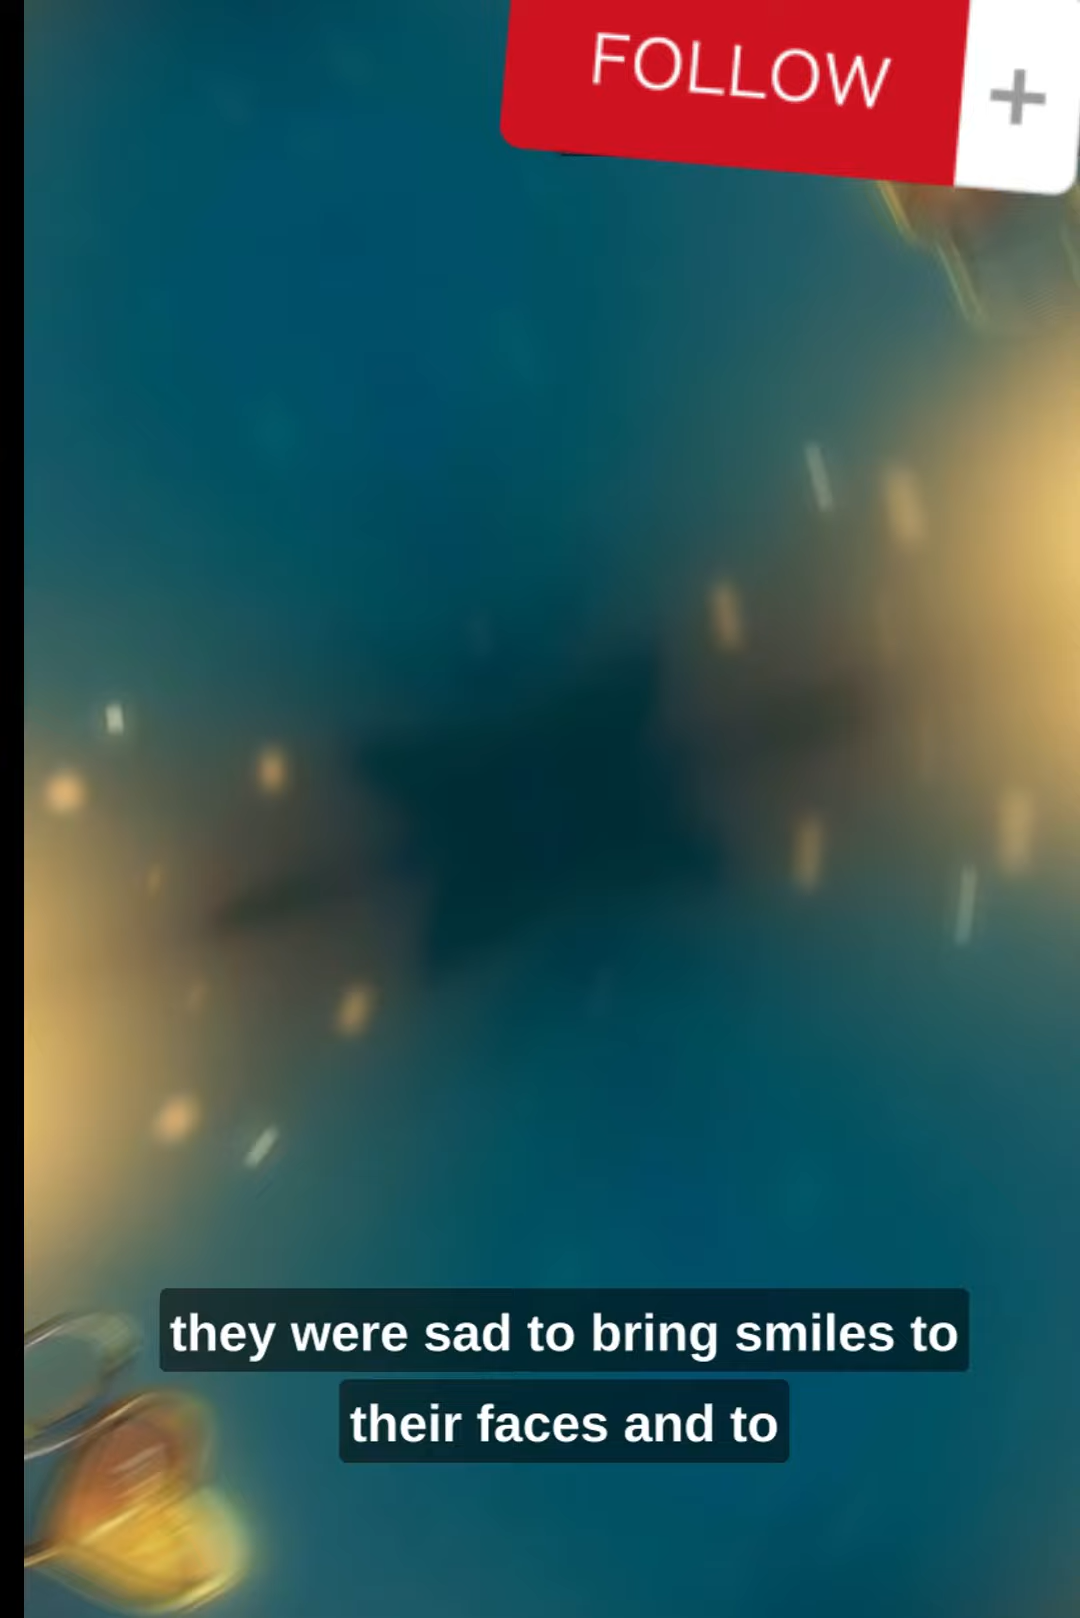 FOLLOW +
they were sad to bring smiles to
their faces and to